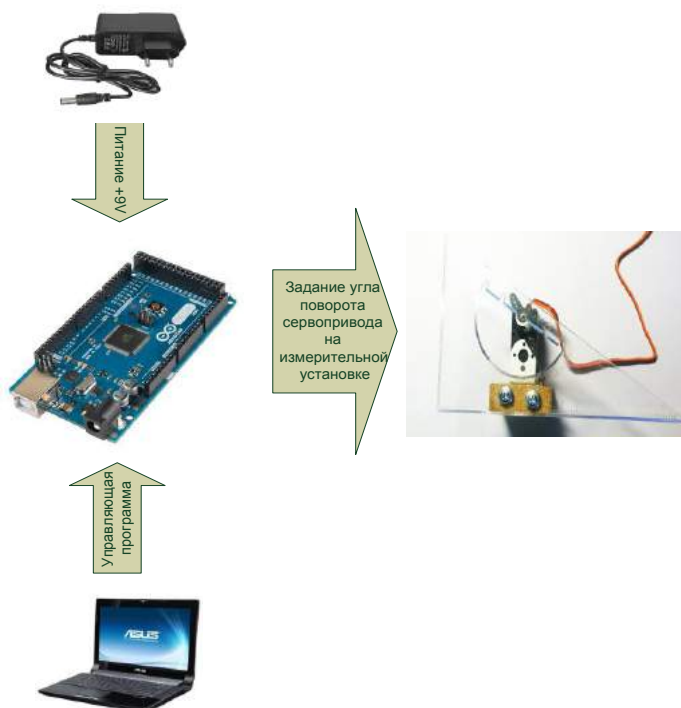 Питание +9V
Задание угла
поворота
сервопривода
на
измерительной
установке
Управляющая
программа
ASUS